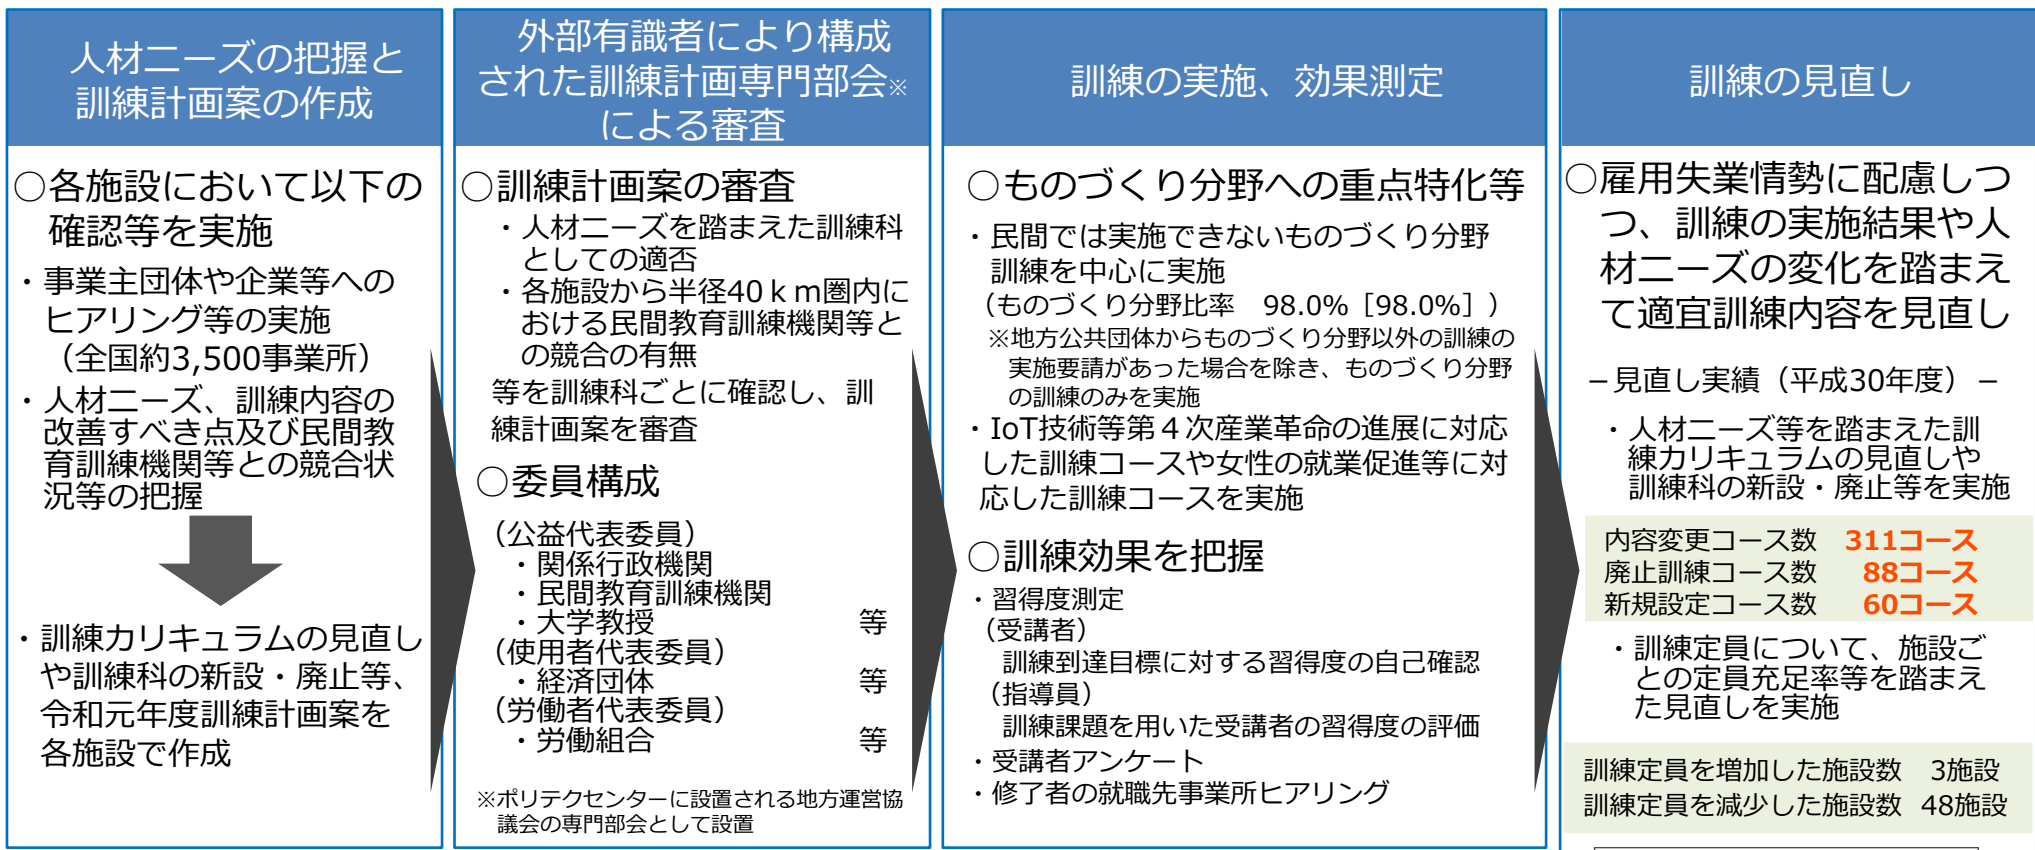 人材ニーズの把握と
訓練計画案の作成
○各施設において以下の
確認等を実施
・事業主団体や企業等への
ヒアリング等の実施
（全国約3,500事業所）
・人材ニーズ、訓練内容の
改善すべき点及び民間教
育訓練機関等との競合状
況等の把握
・訓練カリキュラムの見直し
や訓練科の新設・廃止等、
令和元年度訓練計画案を
各施設で作成
外部有識者により構成
された訓練計画専門部会※
による審査
○訓練計画案の審査
・人材ニーズを踏まえた訓練科
としての適否
・各施設から半径40ｋｍ圏内に
おける民間教育訓練機関等と
の競合の有無
等を訓練科ごとに確認し、訓
練計画案を審査
○委員構成
（公益代表委員）
・関係行政機関
・民間教育訓練機関
・大学教授　等
（使用者代表委員）
・経済団体　等
（労働者代表委員）
・労働組合　等
※ポリテクセンターに設置される地方運営協
議会の専門部会として設置
訓練の実施、効果測定
○ものづくり分野への重点特化等
・民間では実施できないものづくり分野
訓練を中心に実施
（ものづくり分野比率　98.0%［98.0%］）
※地方公共団体からものづくり分野以外の訓練の
実施要請があった場合を除き、ものづくり分野
の訓練のみを実施
・IoT技術等第４次産業革命の進展に対応
した訓練コースや女性の就業促進等に対
応した訓練コースを実施
○訓練効果を把握
・習得度測定
（受講者）
訓練到達目標に対する習得度の自己確認
（指導員）
訓練課題を用いた受講者の習得度の評価
・受講者アンケート
・修了者の就職先事業所ヒアリング
訓練の見直し
○雇用失業情勢に配慮しつ
つ、訓練の実施結果や人
材ニーズの変化を踏まえ
て適宜訓練内容を見直し
－見直し実績（平成30年度）－
・人材ニーズ等を踏まえた訓
練カリキュラムの見直しや
訓練科の新設・廃止等を実施
内容変更コース数　311コース
廃止訓練コース数　88コース
新規設定コース数　60コース
・訓練定員について、施設ご
との定員充足率等を踏まえ
た見直しを実施
訓練定員を増加した施設数　3施設
訓練定員を減少した施設数　48施設